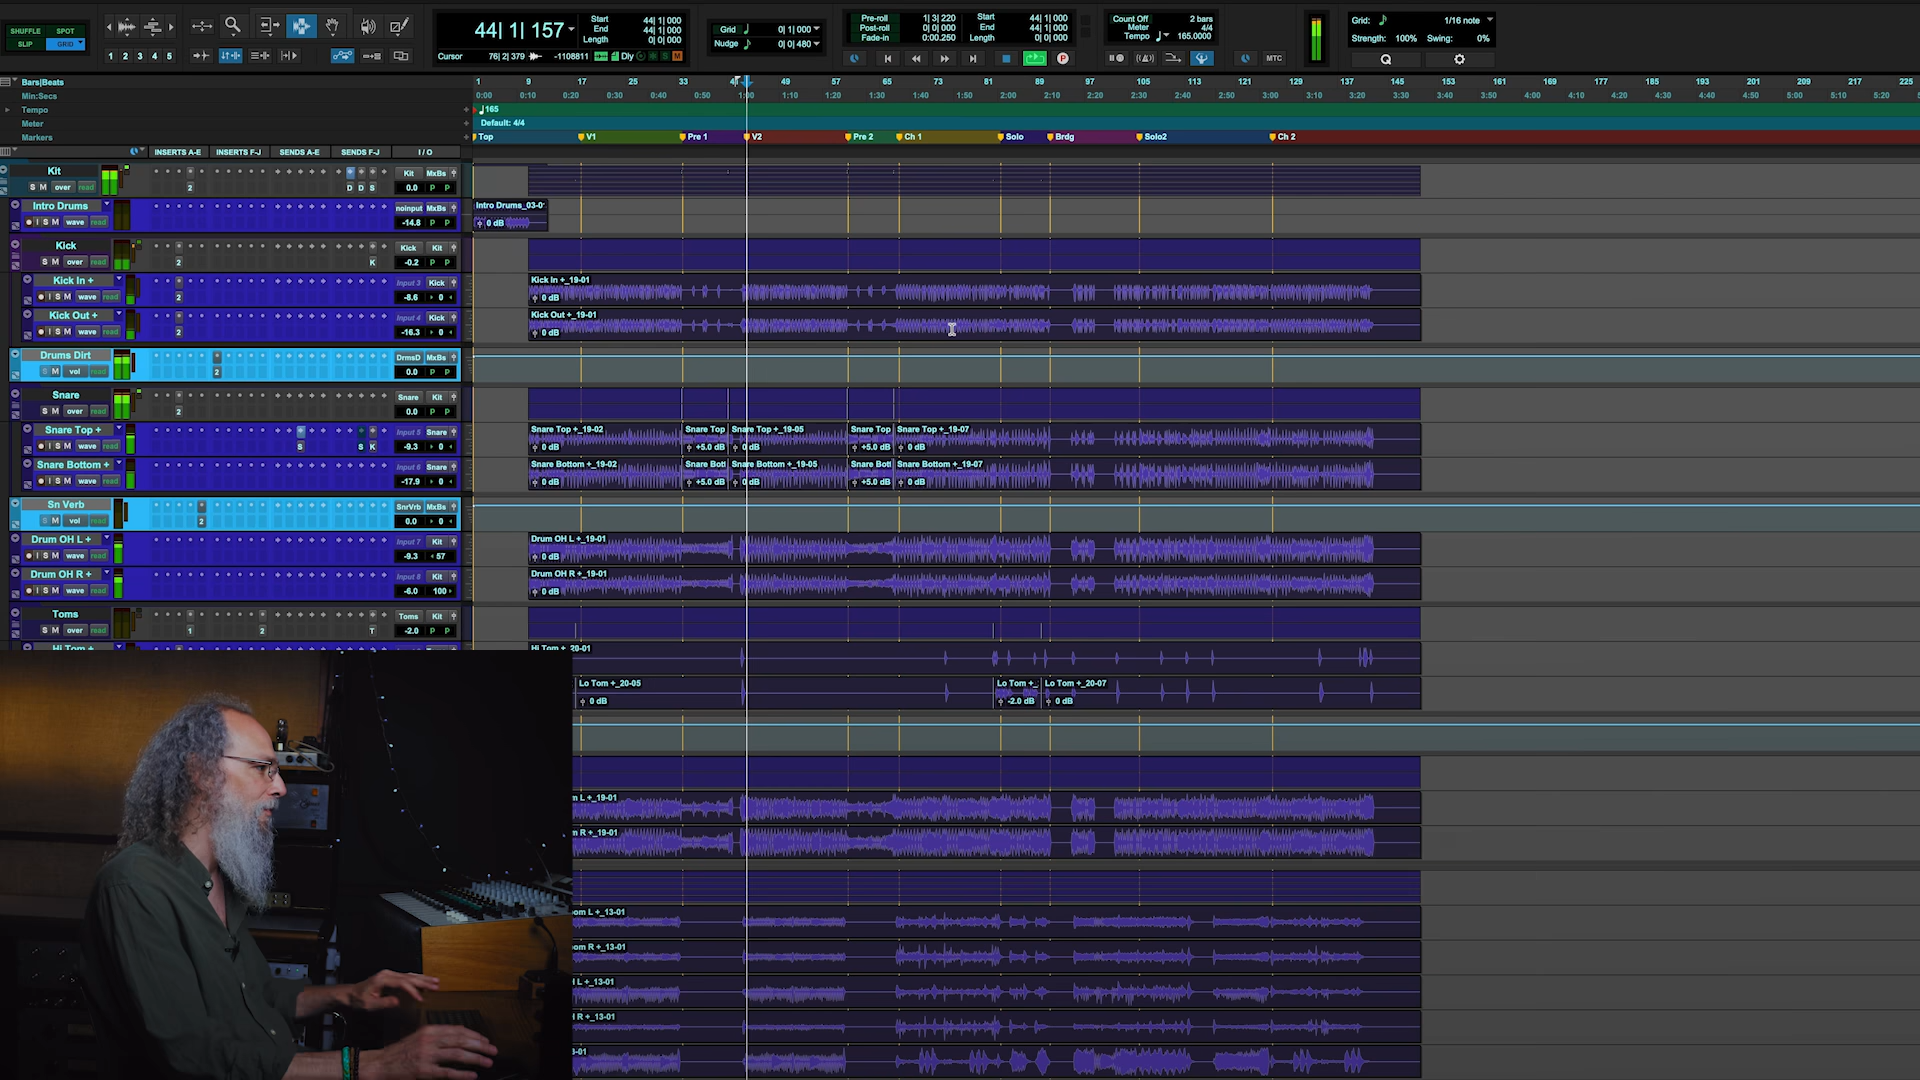 SHUFFLE SPOT
SLIP GRID
1 2 3 4 5
44| 1| 157
Start 44| 1| 000
End 44| 1| 000
Length 0| 0| 000
Cursor 76| 2| 379 -1108811 Dly S M
Grid 0| 1| 000
Nudge 0| 0| 480
Pre-roll 1| 3| 220
Post-roll 0| 0| 000
Fade-in 0:00.250
Start 44| 1| 000
End 44| 1| 000
Length 0| 0| 000
P
Count Off 2 bars
Meter 4/4
Tempo 165.0000
MTC
Grid: 1/16 note
Strength: 100% Swing: 0%
Q
Bars|Beats 1 9 17 25 33 49 57 65 73 81 89 97 105 113 121 129 137 145 153 161 169 177 185 193 201 209 217 225
Min:Secs 0:00 0:10 0:20 0:30 0:40 0:50 1:00 1:10 1:20 1:30 1:40 1:50 2:00 2:10 2:20 2:30 2:40 2:50 3:00 3:10 3:20 3:30 3:40 3:50 4:00 4:10 4:20 4:30 4:40 4:50 5:00 5:10 5:20
Tempo 165
Meter Default: 4/4
Markers Top V1 Pre 1 V2 Pre 2 Ch 1 Solo Brdg Solo2 Ch 2
INSERTS A-E INSERTS F-J SENDS A-E SENDS F-J I / O
Kit Kit MxBs
S M over read 2 D D S 0.0 P P
Intro Drums noinput MxBs Intro Drums_03-0
I S M wave read -14.8 P P 0 dB
Kick Kick Kit
S M over read 2 K -0.2 P P
Kick In + Input 3 Kick Kick In +_19-01
I S M wave read 2 -8.6 0 0 dB
Kick Out + Input 4 Kick Kick Out +_19-01
I S M wave read 2 -16.3 0 0 dB
Drums Dirt DrmsD MxBs
S M vol read 2 0.0 P P
Snare Snare Kit
S M over read 2 0.0 P P
Snare Top + Input 5 Snare Snare Top +_19-02 Snare Top Snare Top +_19-05 Snare Top Snare Top +_19-07
I S M wave read S S K -9.3 0 0 dB +5.0 dB 0 dB +5.0 dB 0 dB
Snare Bottom + Input 6 Snare Snare Bottom +_19-02 Snare Bott Snare Bottom +_19-05 Snare Bott Snare Bottom +_19-07
I S M wave read -17.9 0 0 dB +5.0 dB 0 dB +5.0 dB 0 dB
Sn Verb SnrVrb MxBs
S M vol read 2 0.0 0
Drum OH L + Input 7 Kit Drum OH L +_19-01
I S M wave read -9.3 57 0 dB
Drum OH R + Input 8 Kit Drum OH R +_19-01
I S M wave read -6.0 100 0 dB
Toms Toms Kit
S M over read 1 2 T -2.0 P P
Hi Tom + Hi Tom +_20-01
Lo Tom +_20-05 Lo Tom +_ Lo Tom +_20-07
0 dB -2.0 dB 0 dB
L +_19-01
R +_19-01
om L +_13-01
om R +_13-01
L +_13-01
R +_13-01
3-01